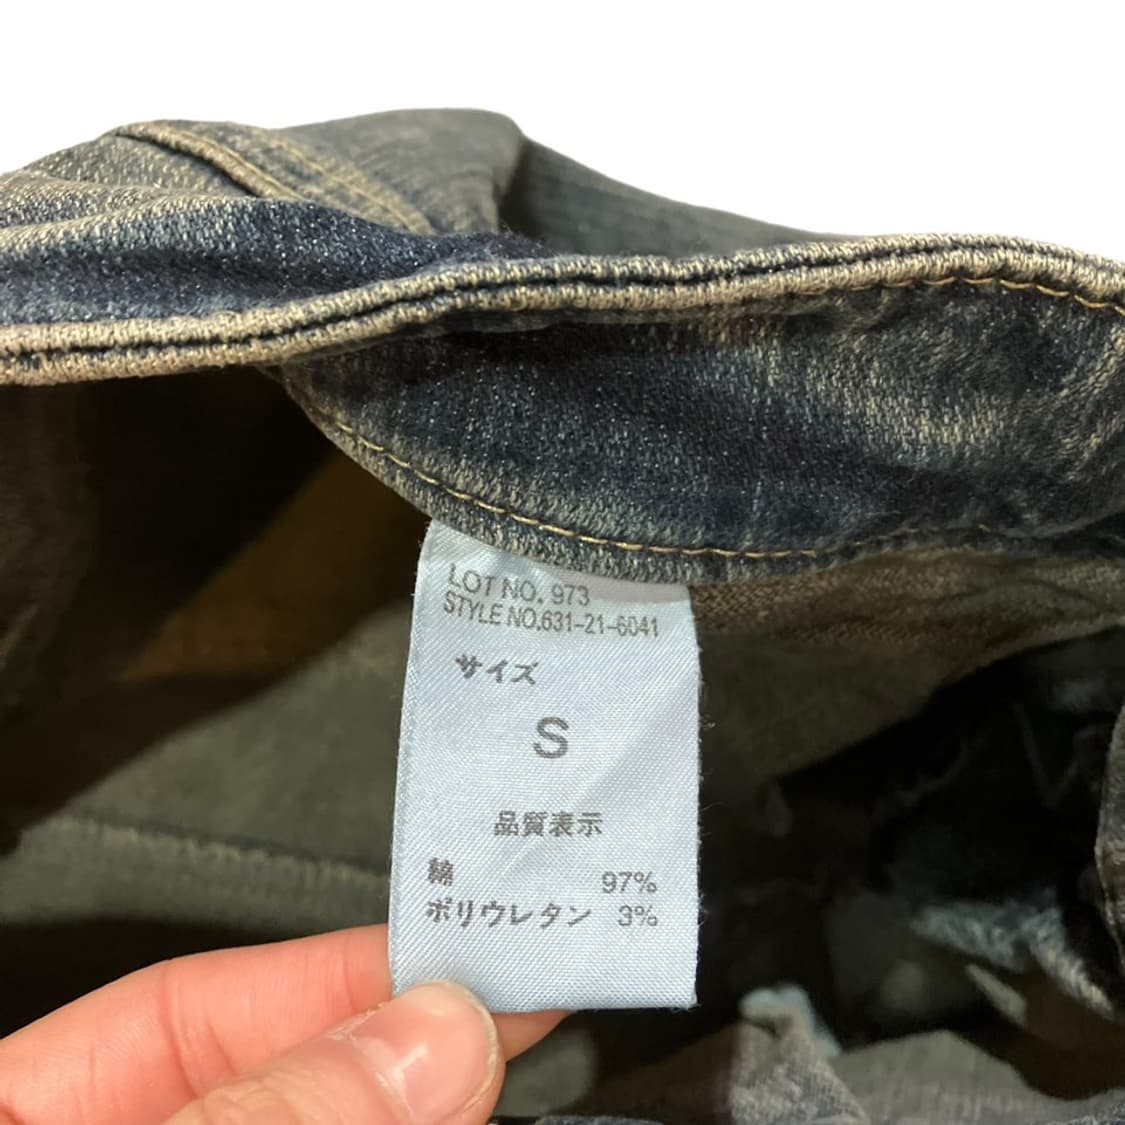 LOT NO. 973
STYLE NO.631-21-6041
サイズ
S
品質表示
綿 97%
ポリウレタン 3%